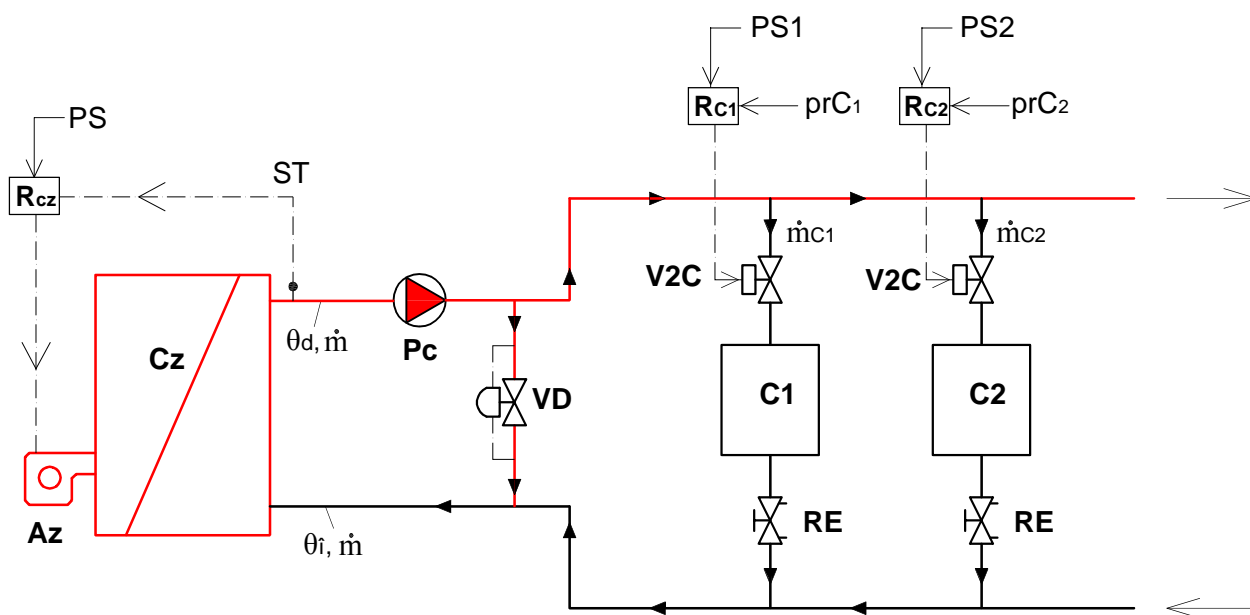 PS1
PS2
RC1
prC1
RC2
prC2
PS
Rcz
ST
ṁC1
ṁC2
V2C
V2C
θd, ṁ
Pc
Cz
VD
C1
C2
Az
θî, ṁ
RE
RE